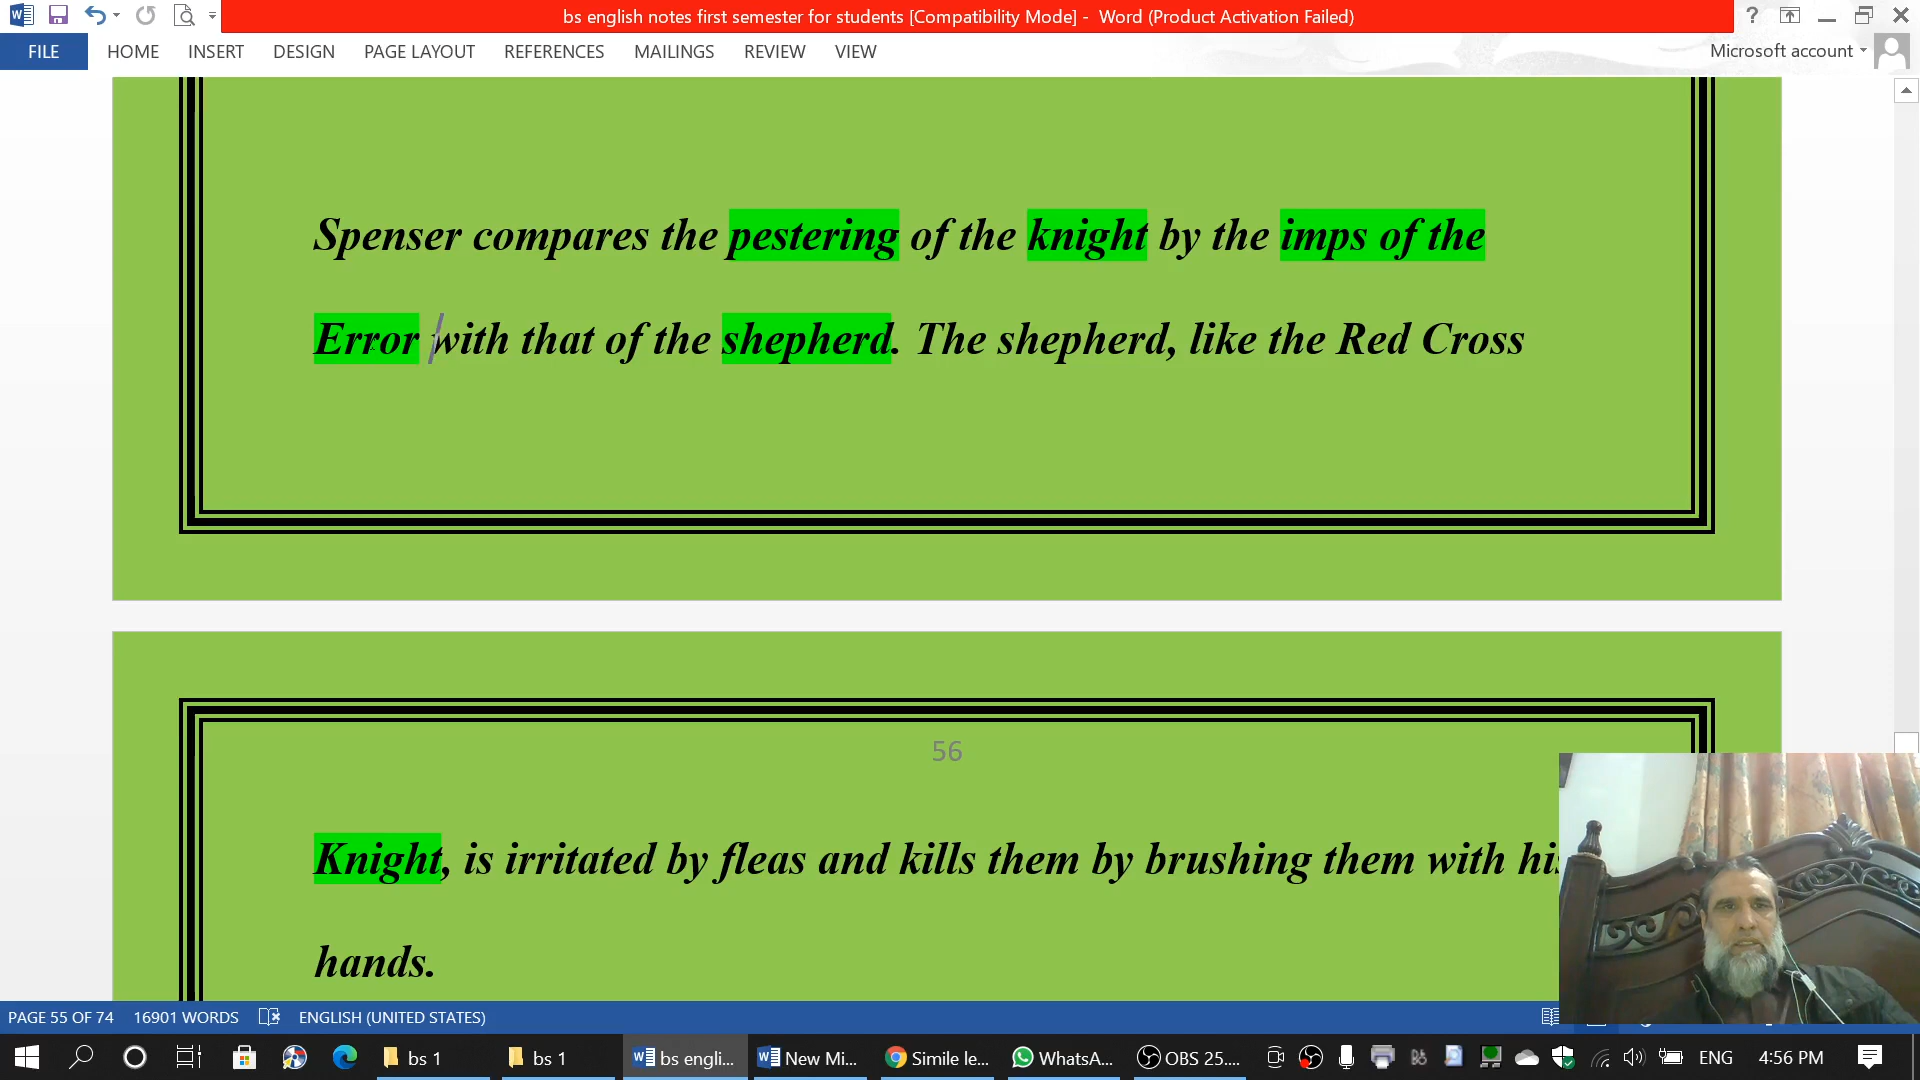 bs english notes first semester for students [Compatibility Mode] - Word (Product Activation Failed)
FILE HOME INSERT DESIGN PAGE LAYOUT REFERENCES MAILINGS REVIEW VIEW Microsoft account
Spenser compares the pestering of the knight by the imps of the
Error with that of the shepherd. The shepherd, like the Red Cross
56
Knight, is irritated by fleas and kills them by brushing them with his
hands.
PAGE 55 OF 74 16901 WORDS ENGLISH (UNITED STATES)
bs 1 bs 1 bs engli... New Mi... Simile le... WhatsA... OBS 25.... ENG 4:56 PM